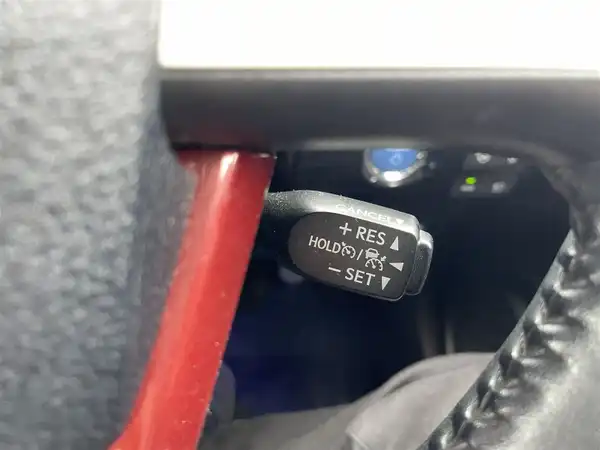 CANCEL
+ RES ▲
HOLD / ◀
− SET ▼